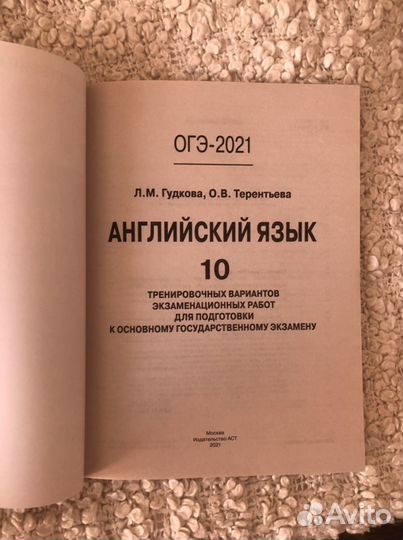 ОГЭ-2021
Л.М. Гудкова, О.В. Терентьева
АНГЛИЙСКИЙ ЯЗЫК
10
ТРЕНИРОВОЧНЫХ ВАРИАНТОВ
ЭКЗАМЕНАЦИОННЫХ РАБОТ
ДЛЯ ПОДГОТОВКИ
К ОСНОВНОМУ ГОСУДАРСТВЕННОМУ ЭКЗАМЕНУ
Москва
Издательство АСТ
2021
Avito